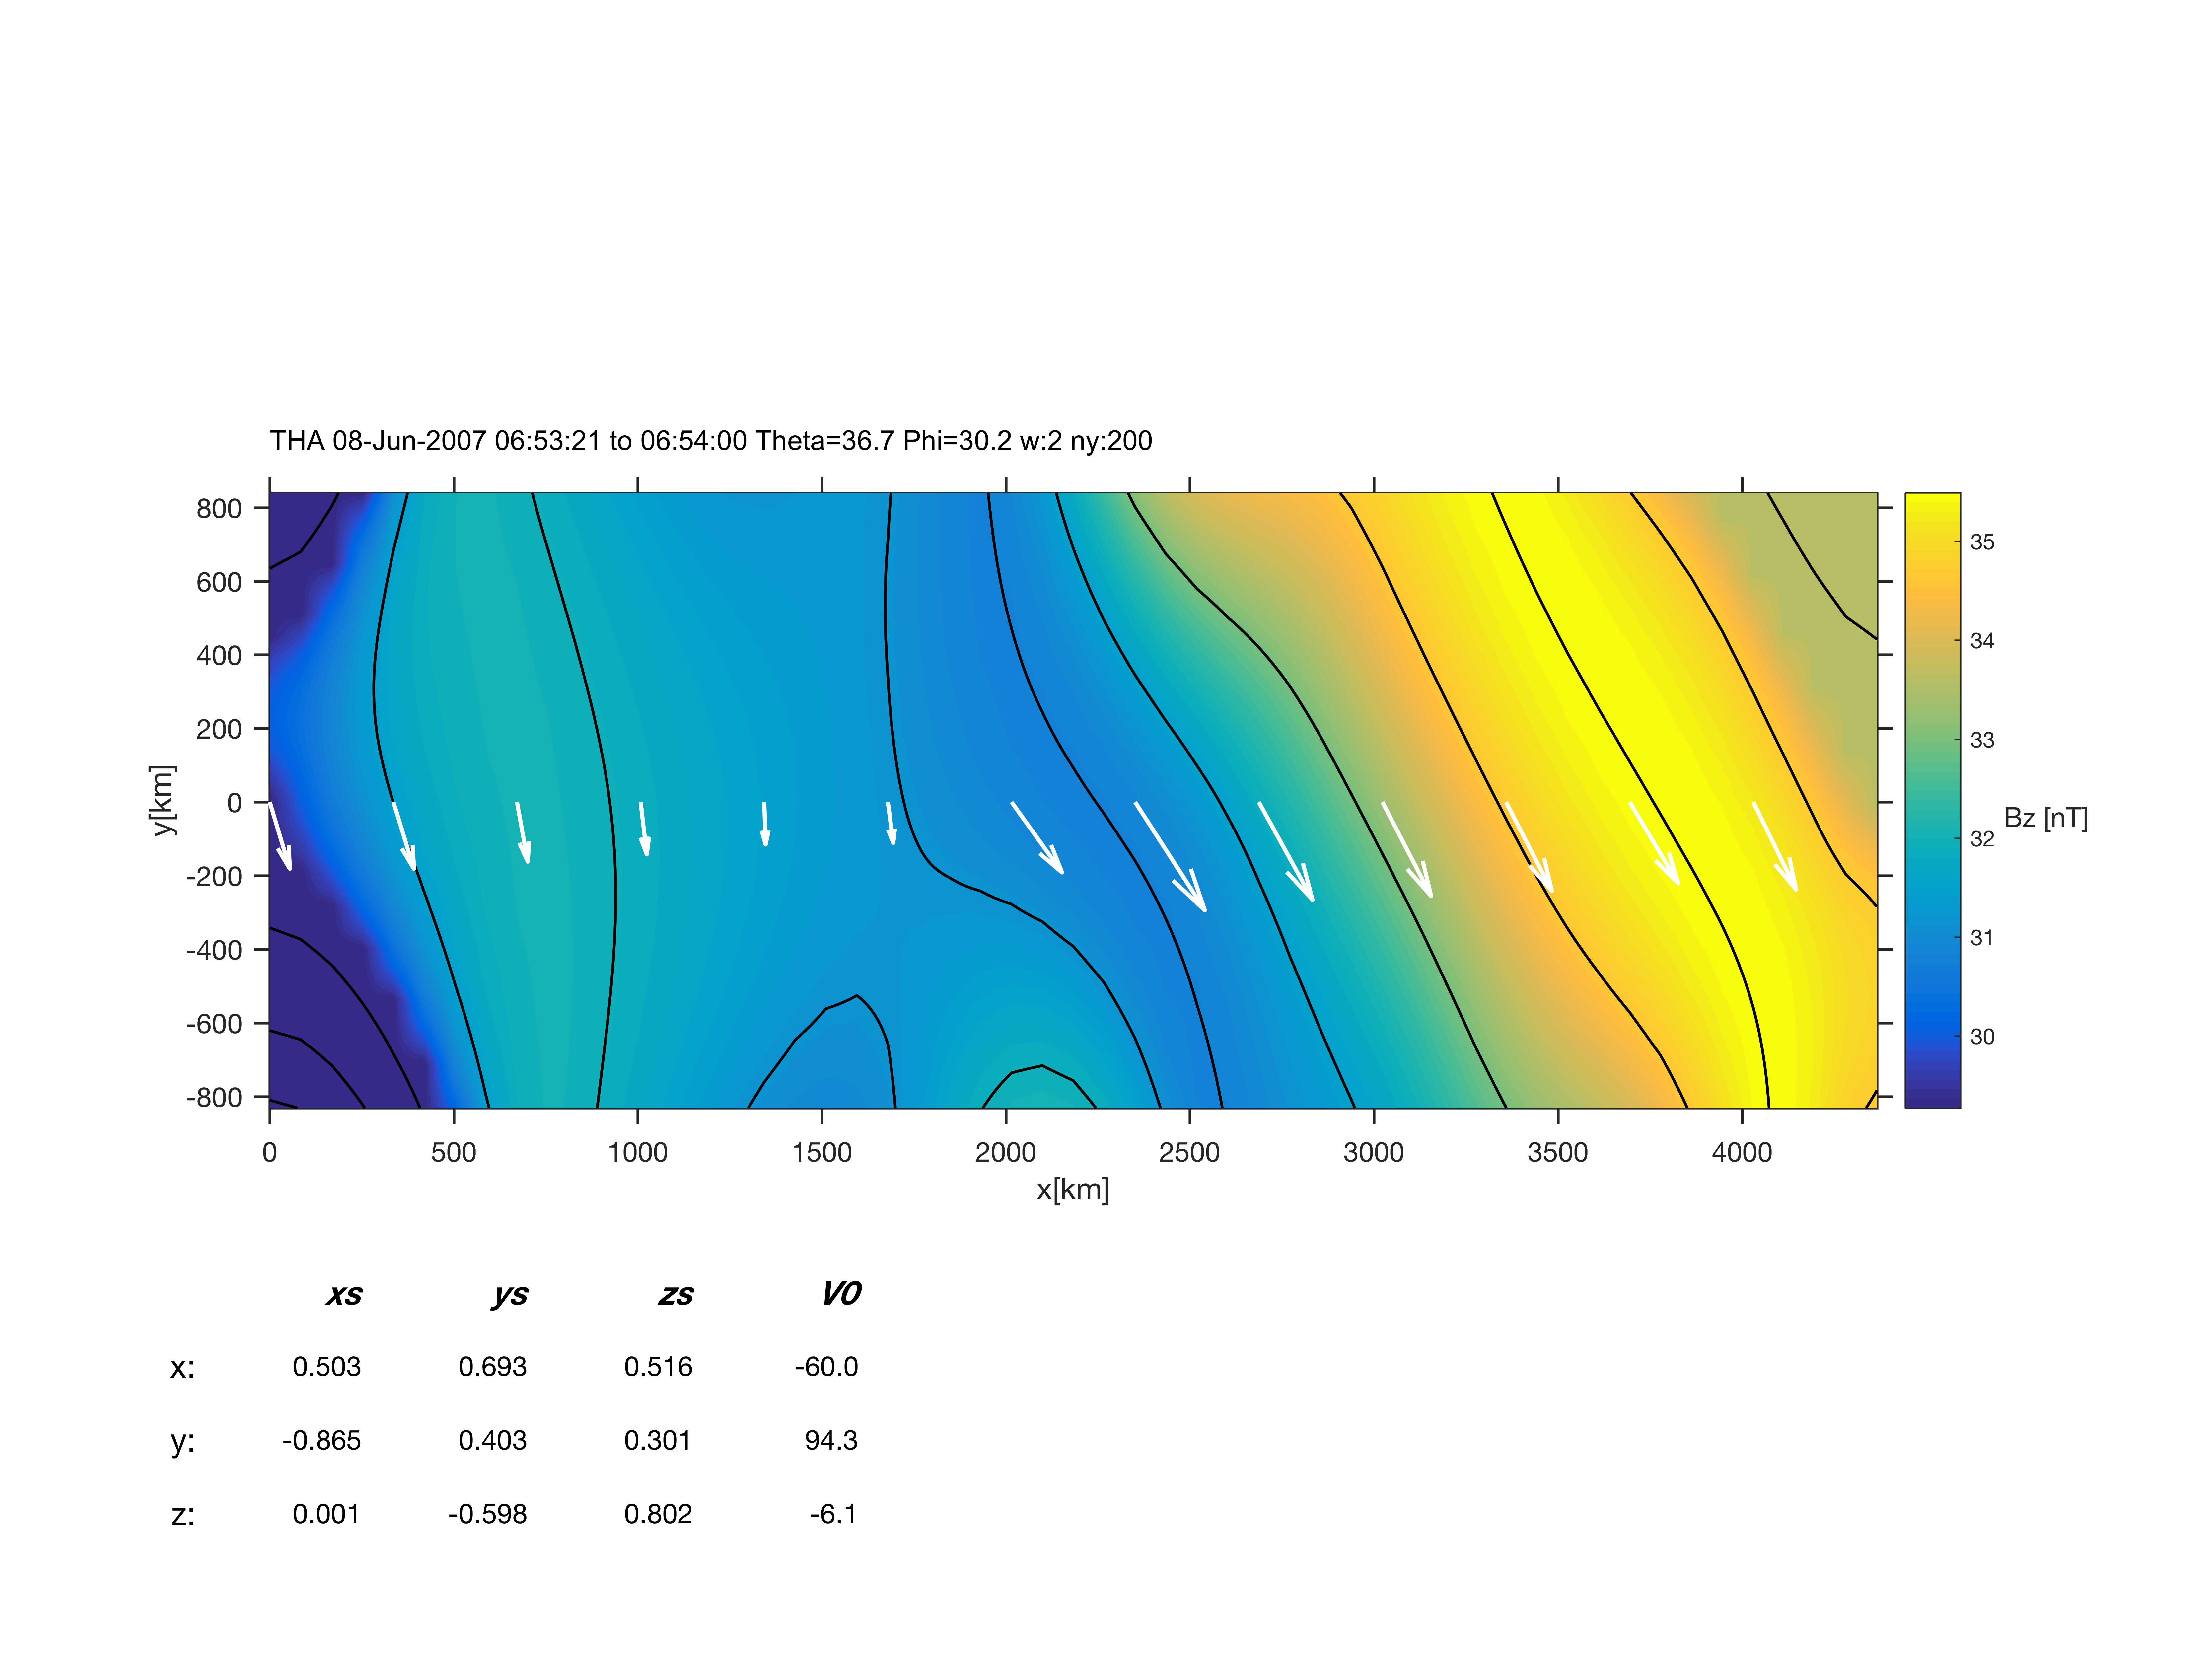 THA 08-Jun-2007 06:53:21 to 06:54:00 Theta=36.7 Phi=30.2 w:2 ny:200
800
600
400
200
0
-200
-400
-600
-800
y[km]
0 500 1000 1500 2000 2500 3000 3500 4000
x[km]
35
34
33
32
31
30
Bz [nT]
xs ys zs V0
x: 0.503 0.693 0.516 -60.0
y: -0.865 0.403 0.301 94.3
z: 0.001 -0.598 0.802 -6.1